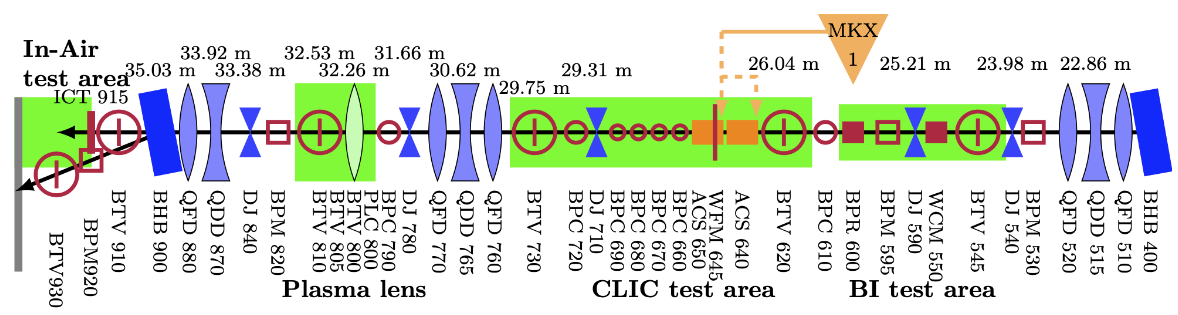 MKX
1
In-Air
test area
33.92 m
32.53 m
31.66 m
35.03 m
33.38 m
32.26 m
30.62 m
29.31 m
26.04 m
25.21 m
23.98 m
22.86 m
29.75 m
ICT 915
BTV930
BPM920
BTV 910
BHB 900
QFD 880
QDD 870
DJ 840
BPM 820
BTV 810
BTV 805
BTV 800
PLC 800
BPC 790
DJ 780
QFD 770
QDD 765
QFD 760
BTV 730
BPC 720
DJ 710
BPC 690
BPC 680
BPC 670
BPC 660
ACS 650
WFM 645
ACS 640
BTV 620
BPC 610
BPR 600
BPM 595
DJ 590
WCM 550
BTV 545
DJ 540
BPM 530
QFD 520
QDD 515
QFD 510
BHB 400
Plasma lens
CLIC test area
BI test area